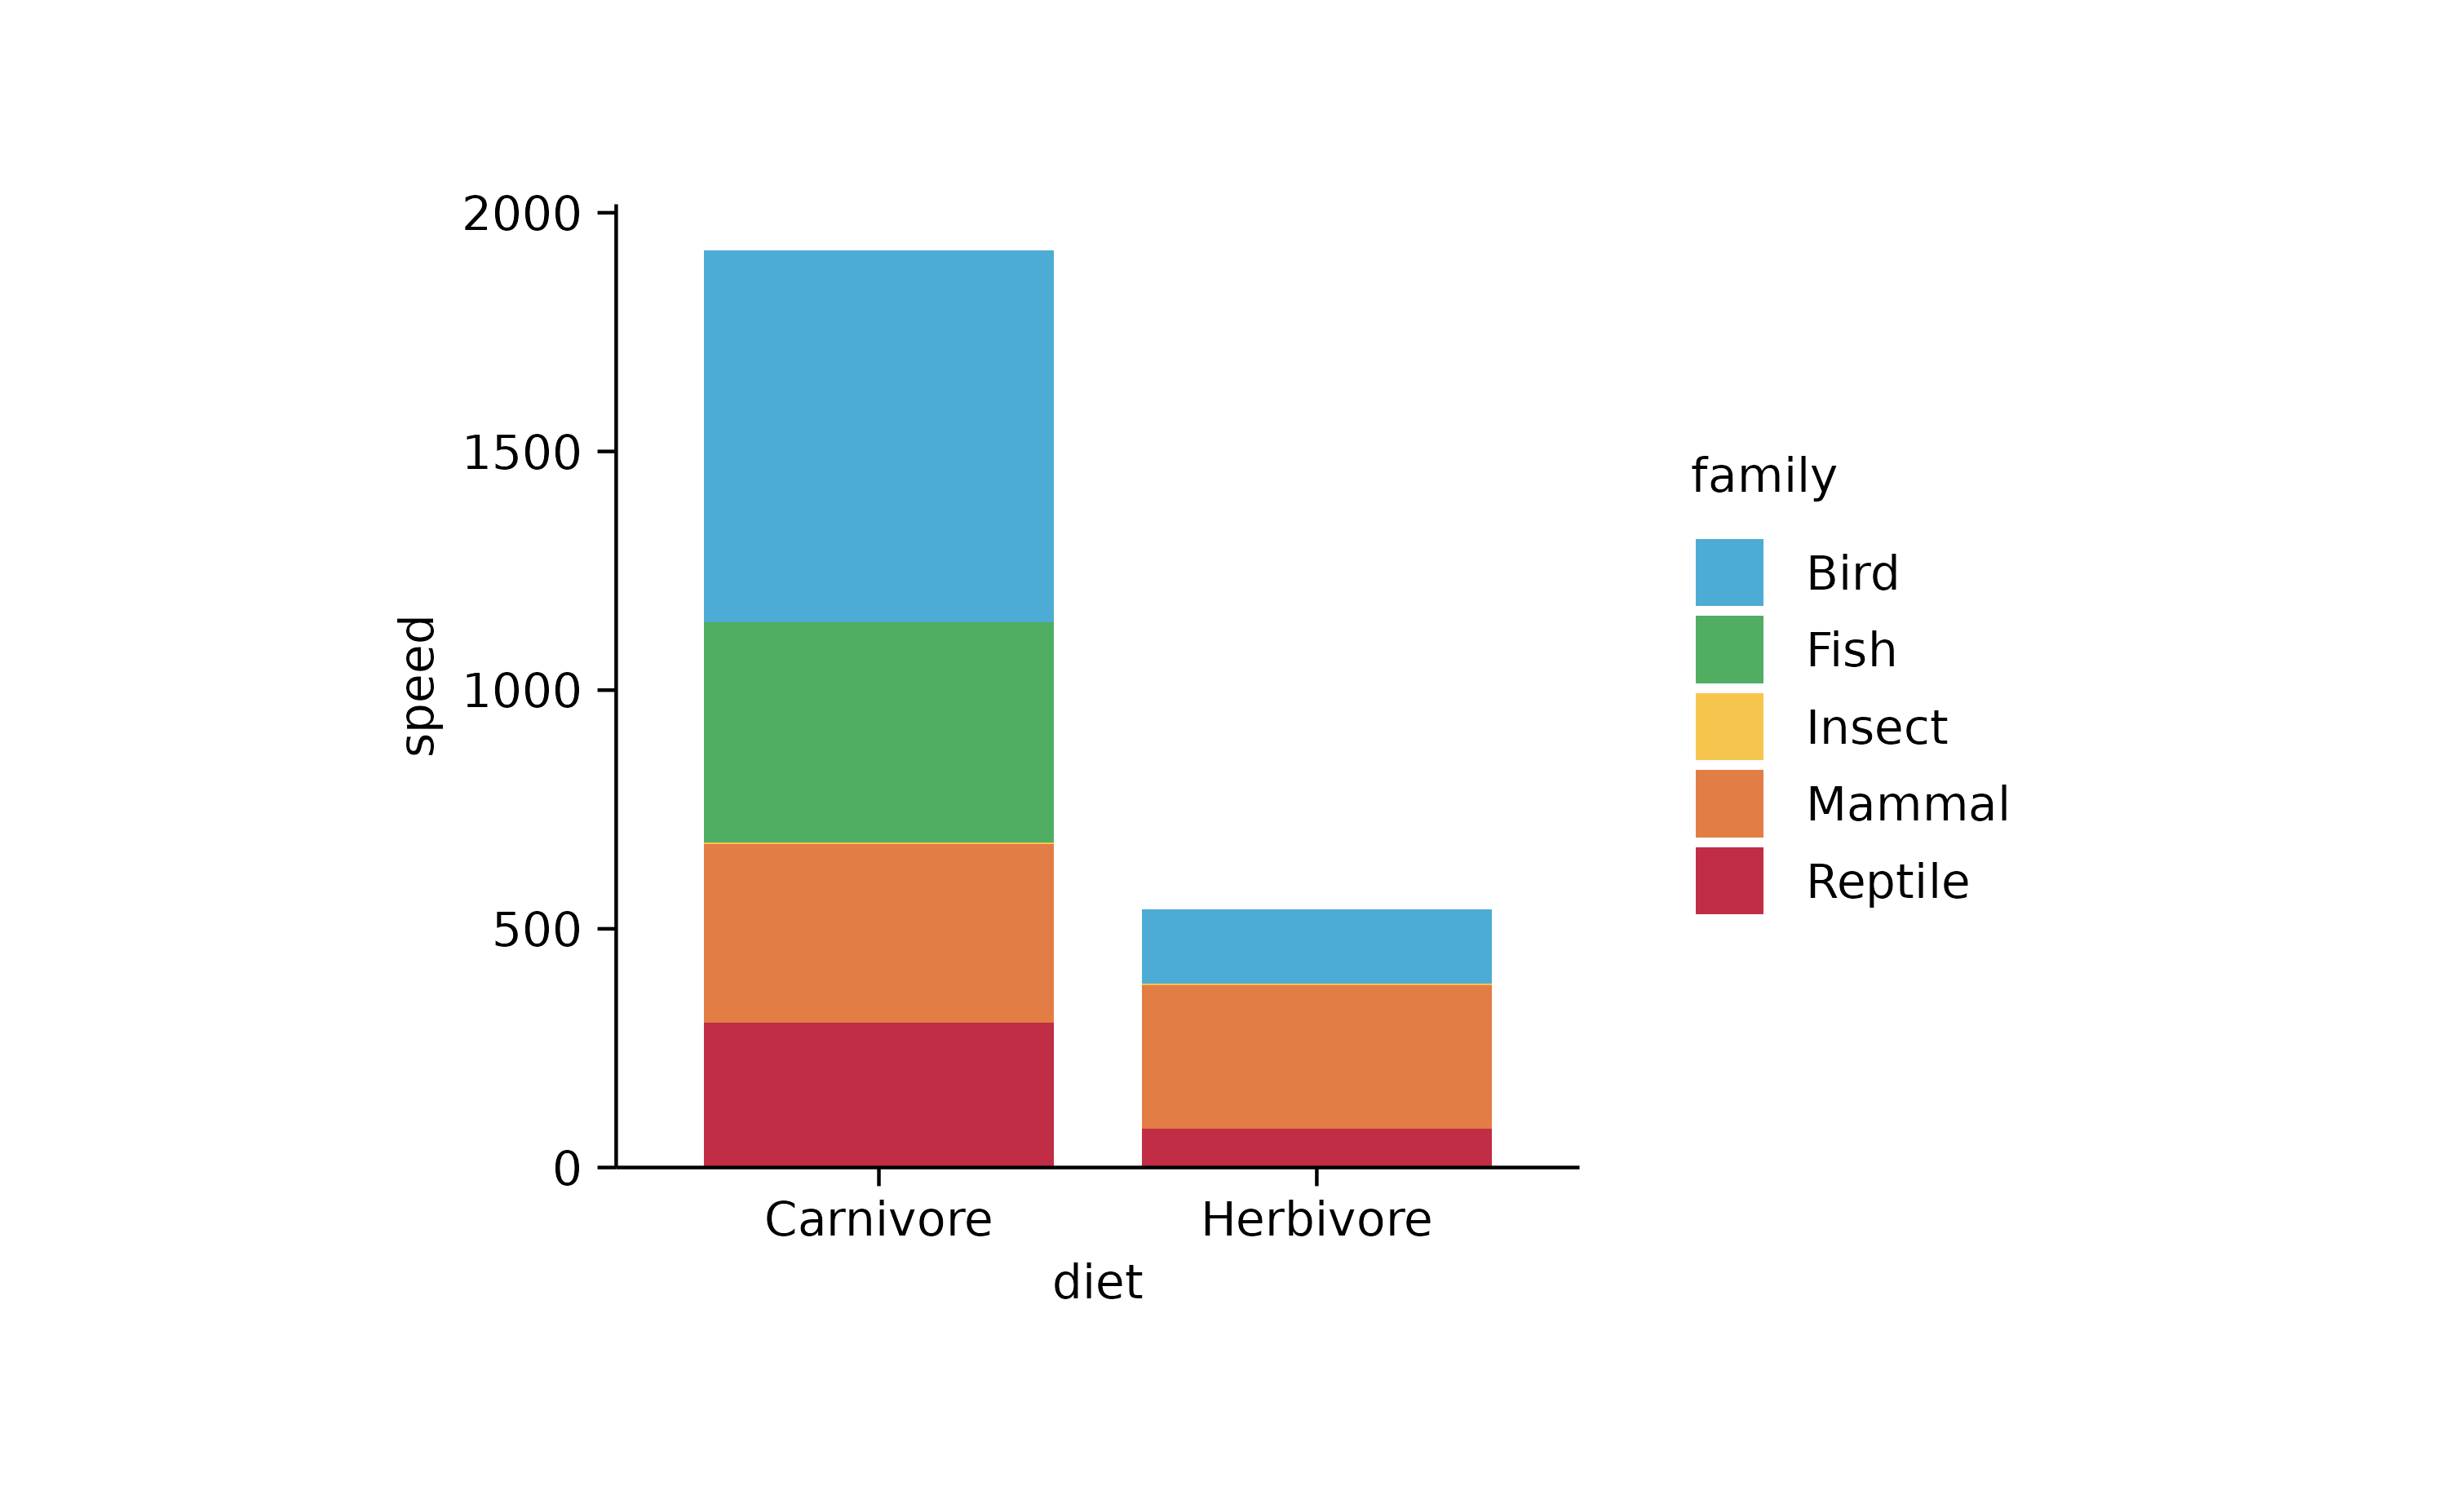 2000
1500
1000
500
0
speed
Carnivore
Herbivore
diet
family
Bird
Fish
Insect
Mammal
Reptile